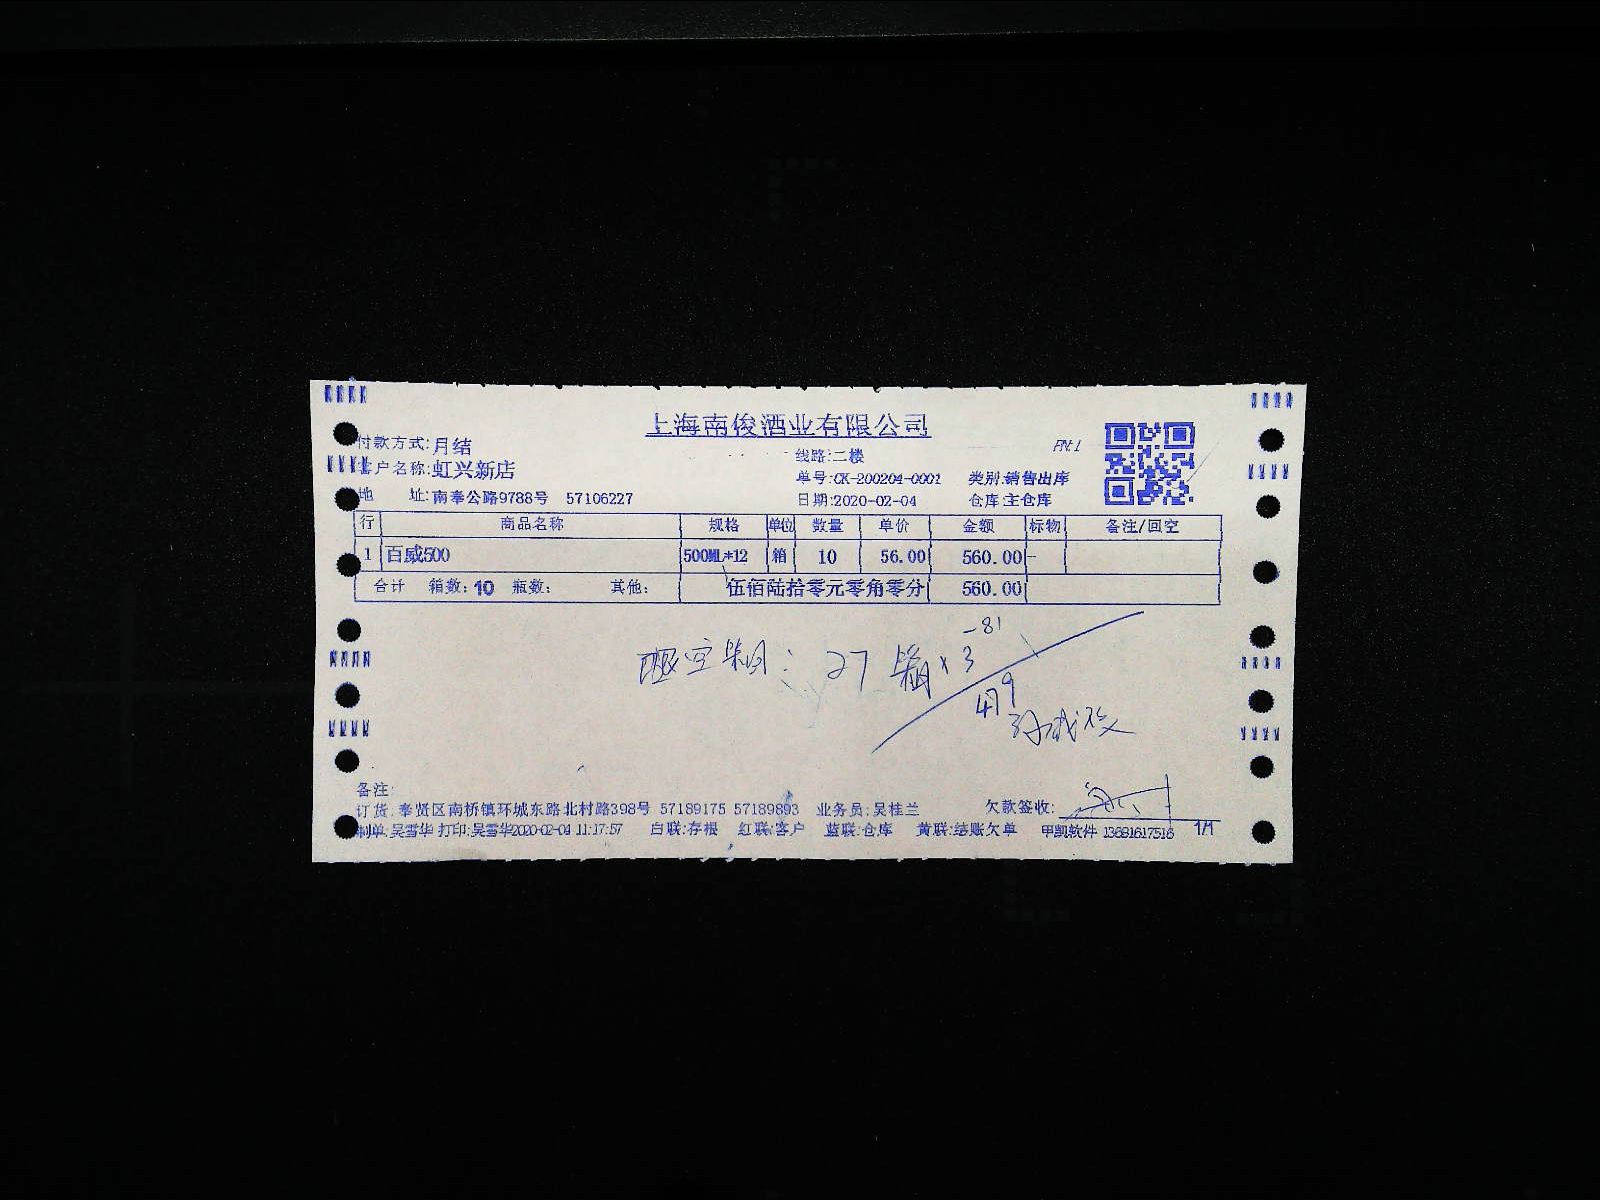 上海南俊酒业有限公司
付款方式:月结
线路:二楼
客户名称:虹兴新店
单号:CK-200204-0001 类别:销售出库
地 址:南奉公路9788号 57106227
日期:2020-02-04 仓库:主仓库
行 商品名称 规格 单位 数量 单价 金额 标物 备注/回空
1 百威500 500ML*12 箱 10 56.00 560.00 -
合计 箱数:10 瓶数: 其他: 伍佰陆拾零元零角零分 560.00
-81
空 : 27 箱 × 3
479
备注:
订货:奉贤区南桥镇环城东路北村路398号 57189175 57189893 业务员:吴桂兰 欠款签收:
制单:吴雪华 打印:吴雪华2020-02-04 11:17:57 白联:存根 红联:客户 蓝联:仓库 黄联:结账欠单 甲凯软件 13681617516 1/1